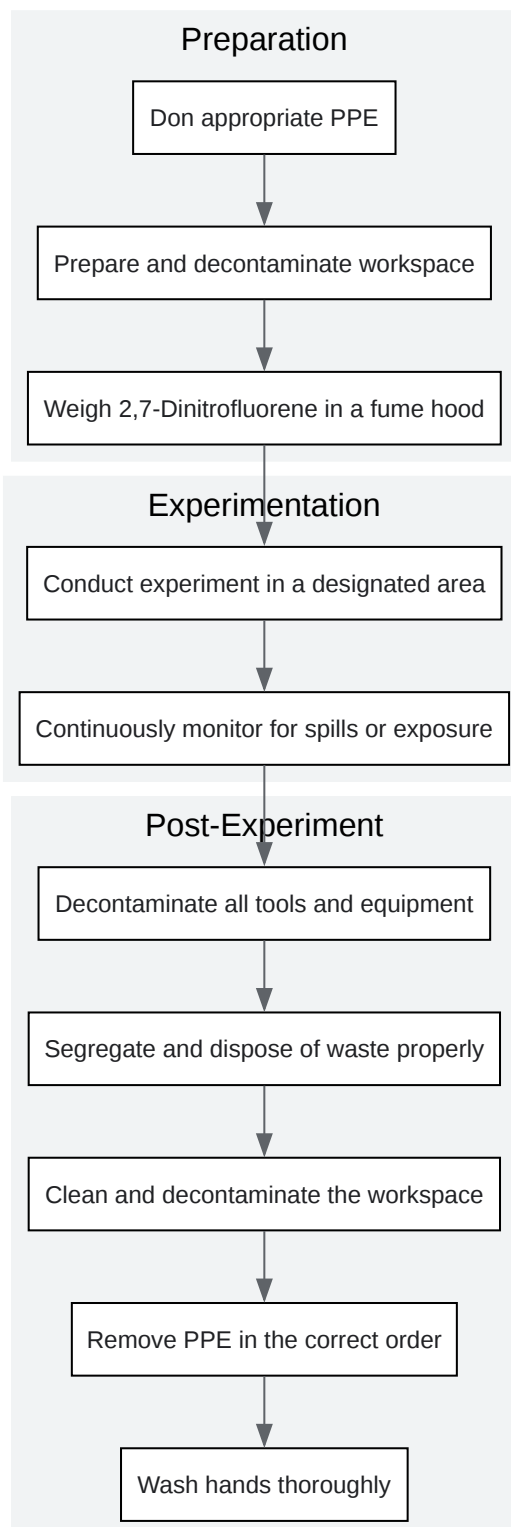 Preparation
Don appropriate PPE
Prepare and decontaminate workspace
Weigh 2,7-Dinitrofluorene in a fume hood
Experimentation
Conduct experiment in a designated area
Continuously monitor for spills or exposure
Post-Experiment
Decontaminate all tools and equipment
Segregate and dispose of waste properly
Clean and decontaminate the workspace
Remove PPE in the correct order
Wash hands thoroughly